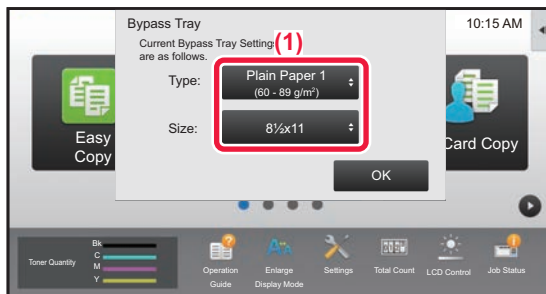 Bypass Tray
10:15 AM
Current Bypass Tray Setting
(1)
are as follows.
Type:
Plain Paper 1
(60 - 89 g/m²)
Size:
8½x11
OK
Easy
Copy
Card Copy
Toner Quantity
Bk
C
M
Y
Operation
Guide
Enlarge
Display Mode
Settings
Total Count
LCD Control
Job Status